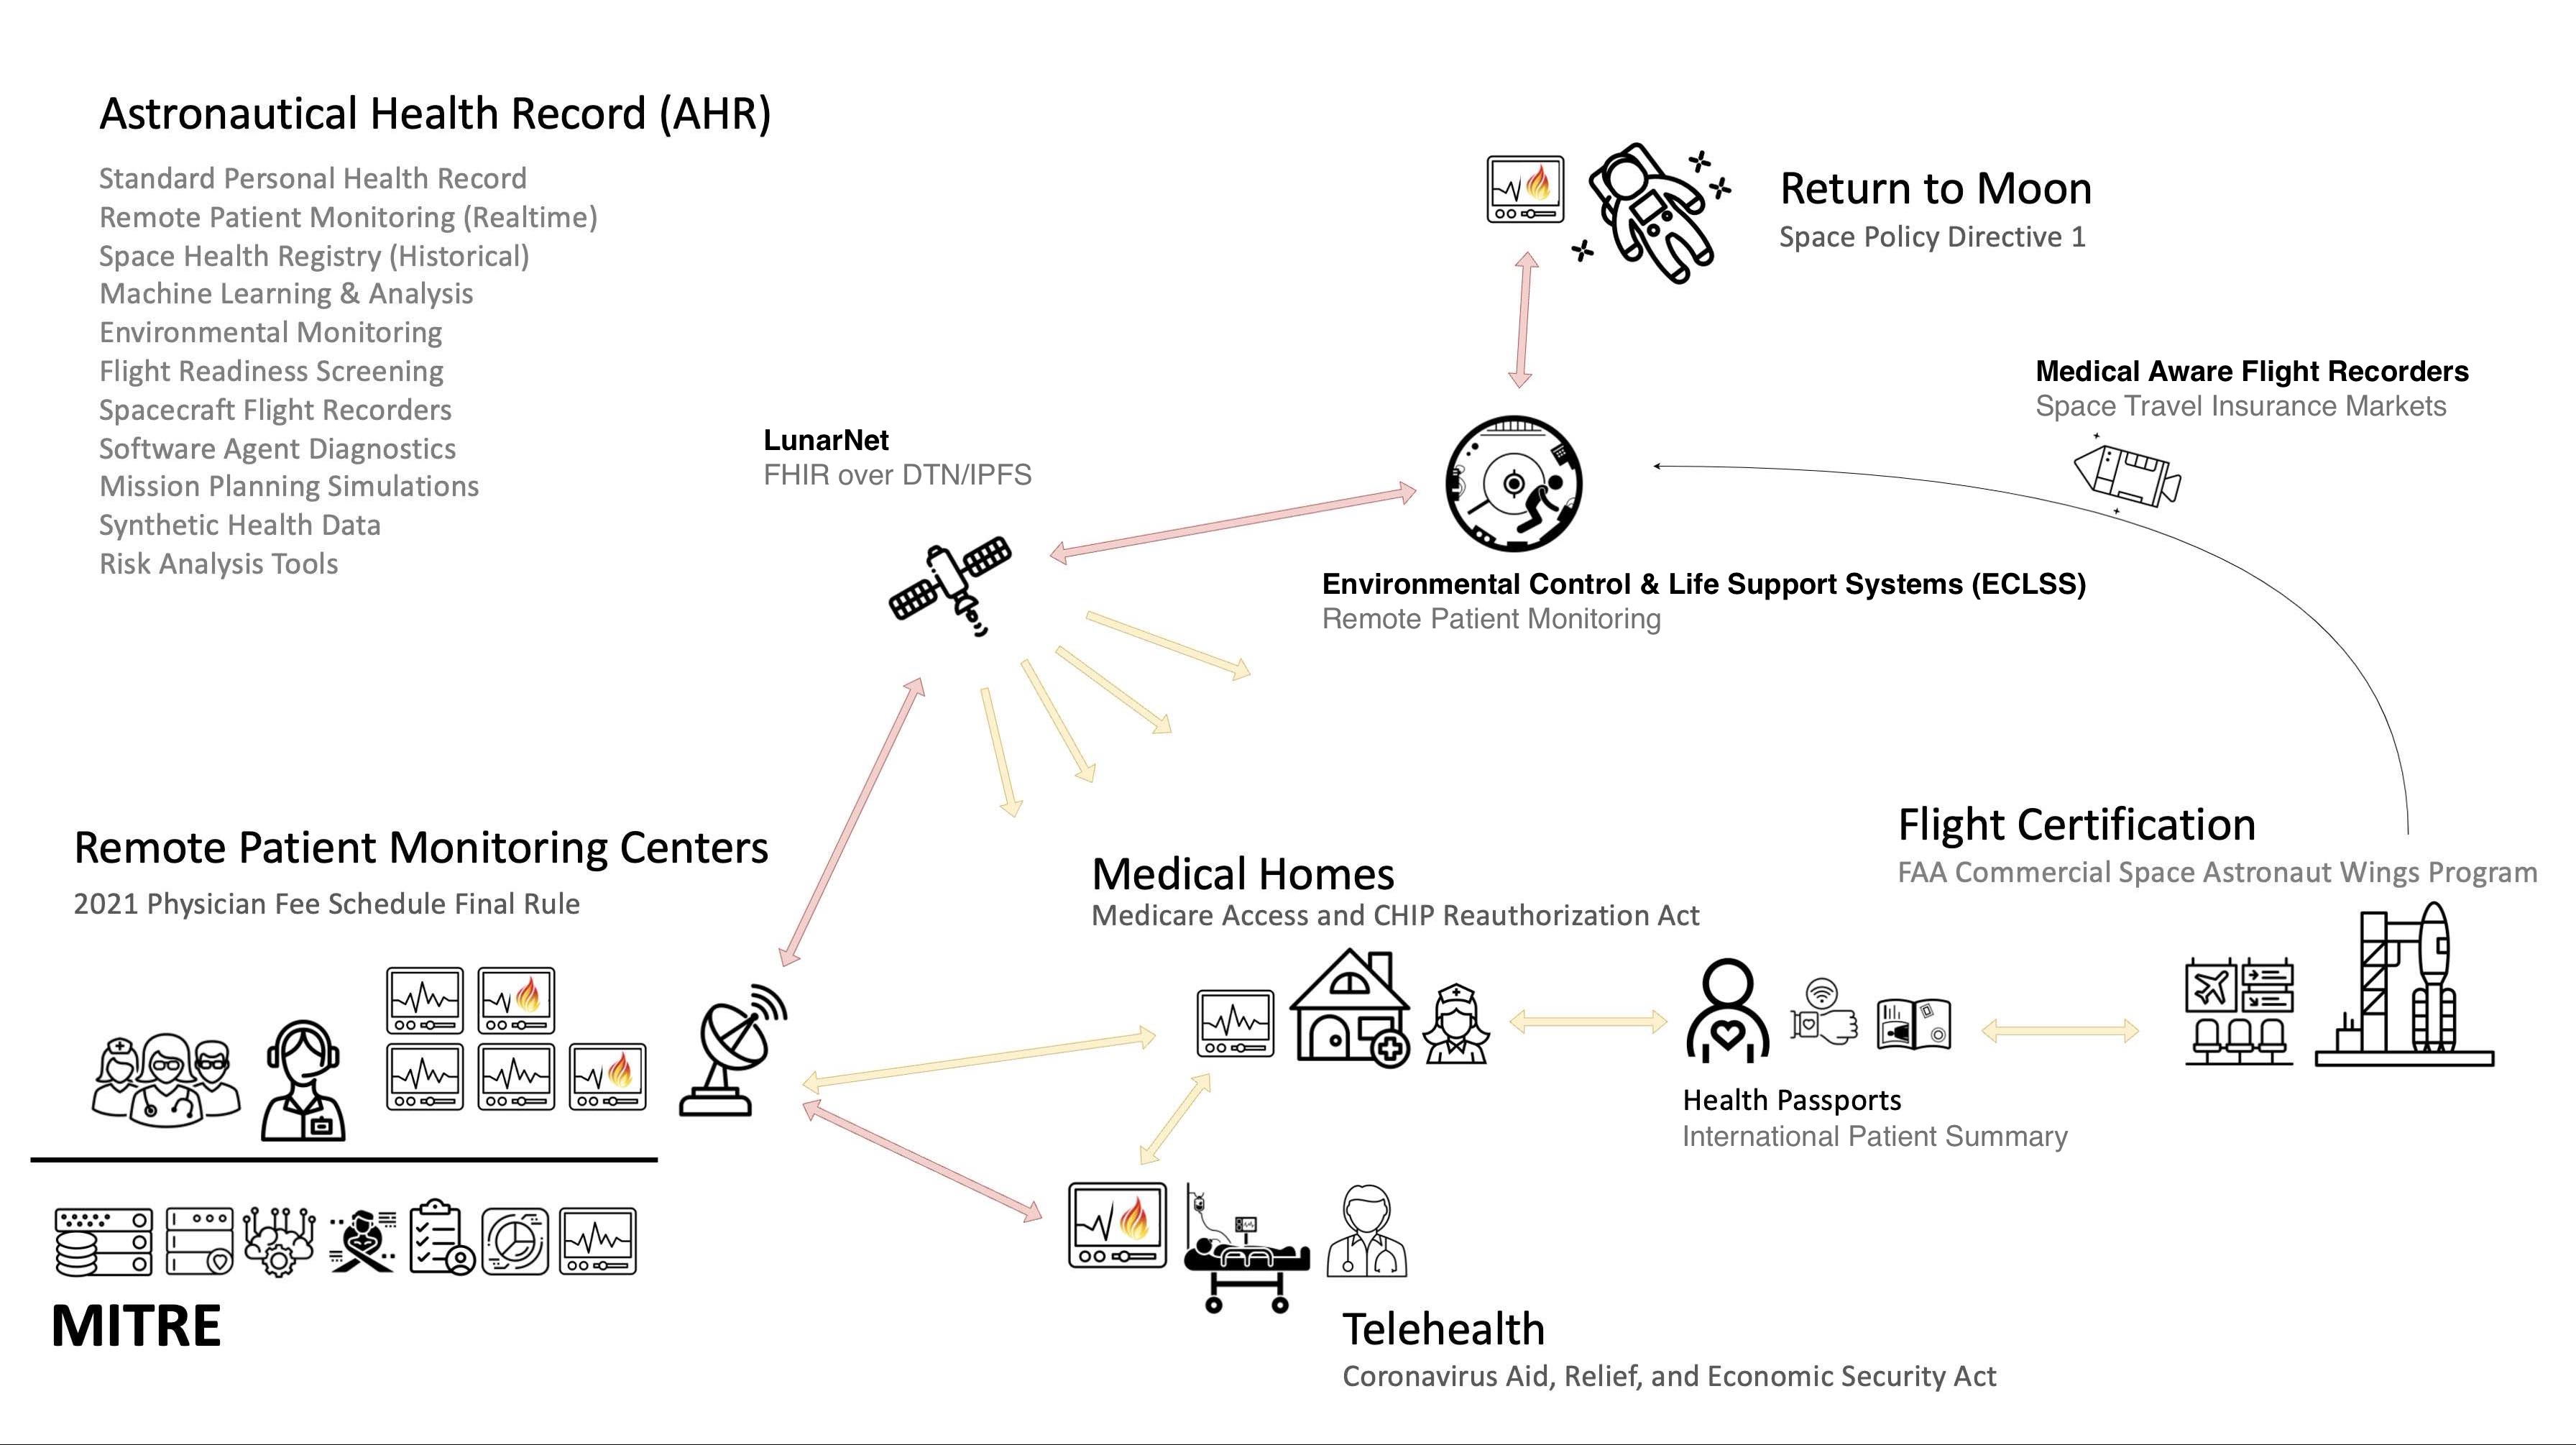 Astronautical Health Record (AHR)
Standard Personal Health Record
Remote Patient Monitoring (Realtime)
Space Health Registry (Historical)
Machine Learning & Analysis
Environmental Monitoring
Flight Readiness Screening
Spacecraft Flight Recorders
Software Agent Diagnostics
Mission Planning Simulations
Synthetic Health Data
Risk Analysis Tools
Return to Moon
Space Policy Directive 1
Medical Aware Flight Recorders
Space Travel Insurance Markets
LunarNet
FHIR over DTN/IPFS
Environmental Control & Life Support Systems (ECLSS)
Remote Patient Monitoring
Remote Patient Monitoring Centers
2021 Physician Fee Schedule Final Rule
Medical Homes
Medicare Access and CHIP Reauthorization Act
Flight Certification
FAA Commercial Space Astronaut Wings Program
Health Passports
International Patient Summary
MITRE
Telehealth
Coronavirus Aid, Relief, and Economic Security Act